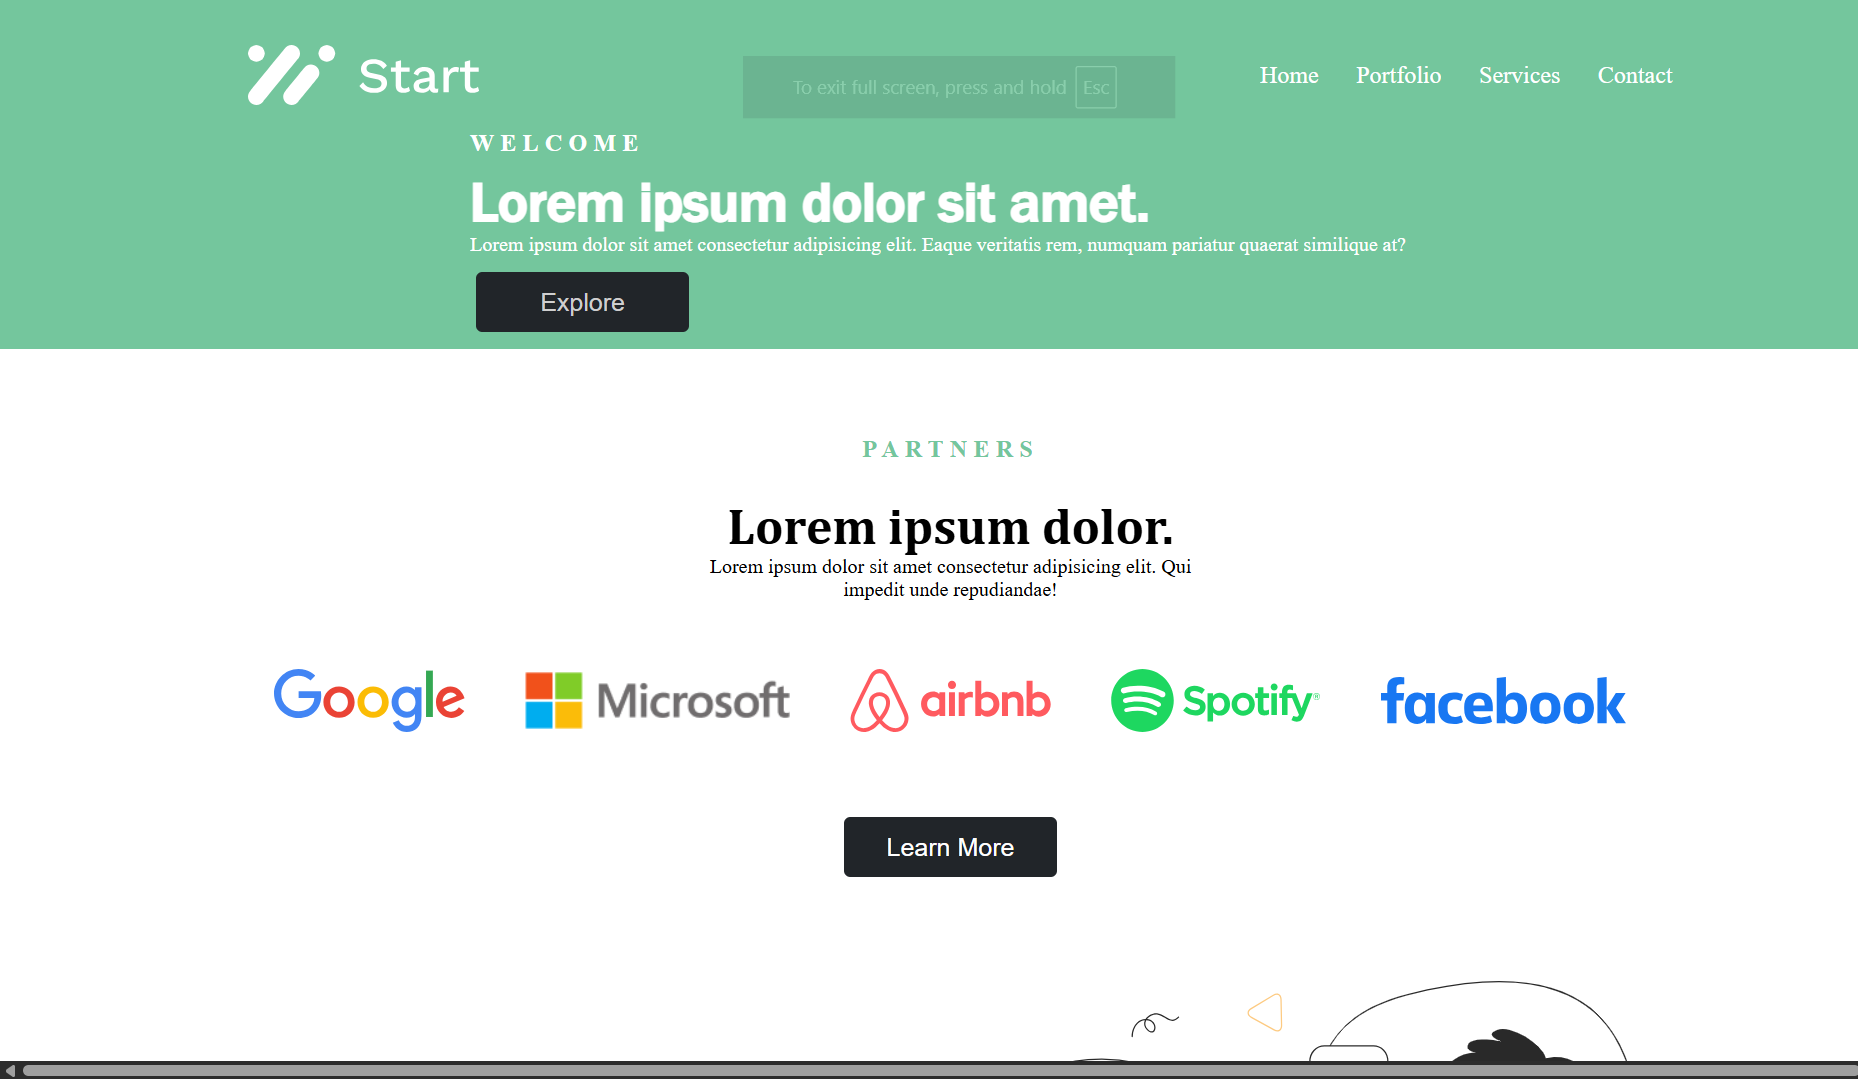 Start
To exit full screen, press and hold Esc
Home Portfolio Services Contact
WELCOME
Lorem ipsum dolor sit amet.
Lorem ipsum dolor sit amet consectetur adipisicing elit. Eaque veritatis rem, numquam pariatur quaerat similique at?
Explore
PARTNERS
Lorem ipsum dolor.
Lorem ipsum dolor sit amet consectetur adipisicing elit. Qui
impedit unde repudiandae!
Google Microsoft airbnb Spotify® facebook
Learn More